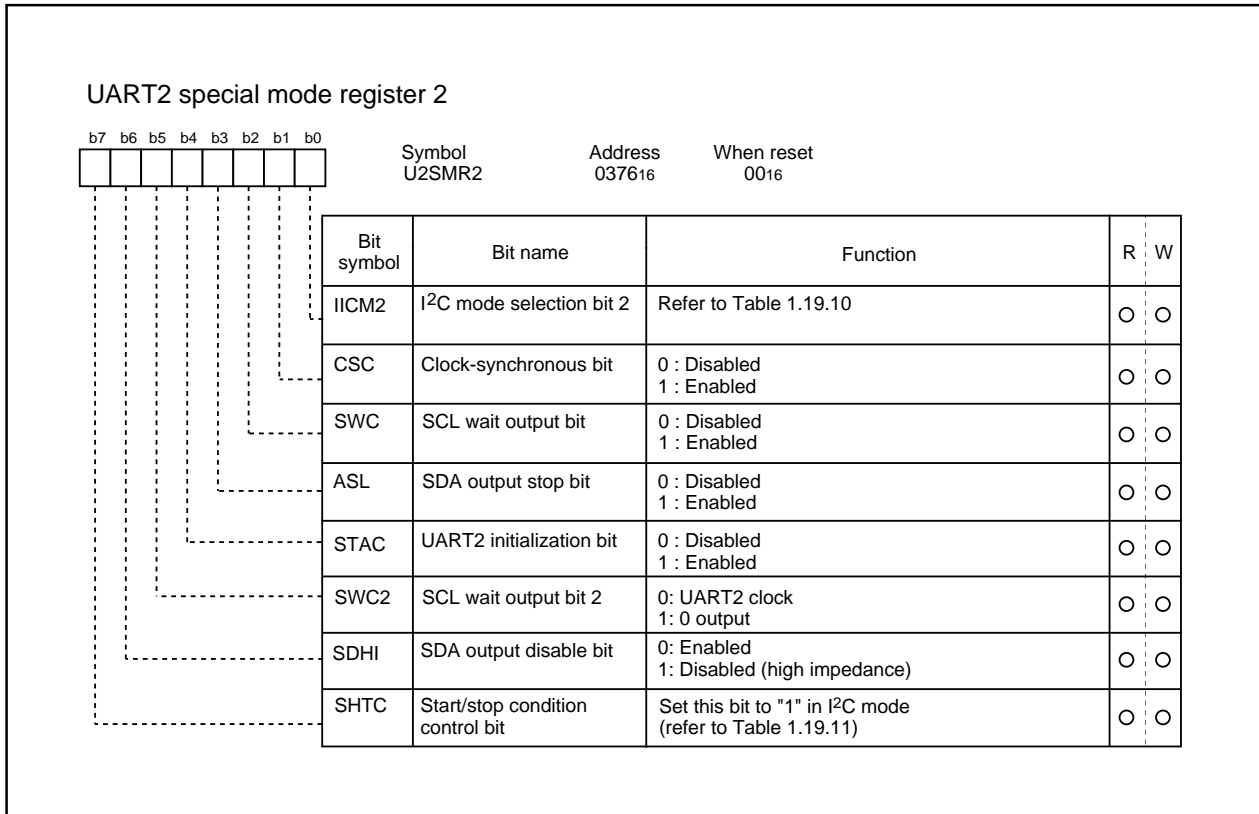 UART2 special mode register 2
b7 b6 b5 b4 b3 b2 b1 b0
Symbol Address When reset
U2SMR2 037616 0016
Bit symbol Bit name Function R W
IICM2 I2C mode selection bit 2 Refer to Table 1.19.10 O O
CSC Clock-synchronous bit 0 : Disabled
1 : Enabled O O
SWC SCL wait output bit 0 : Disabled
1 : Enabled O O
ASL SDA output stop bit 0 : Disabled
1 : Enabled O O
STAC UART2 initialization bit 0 : Disabled
1 : Enabled O O
SWC2 SCL wait output bit 2 0: UART2 clock
1: 0 output O O
SDHI SDA output disable bit 0: Enabled
1: Disabled (high impedance) O O
SHTC Start/stop condition control bit Set this bit to "1" in I2C mode
(refer to Table 1.19.11) O O